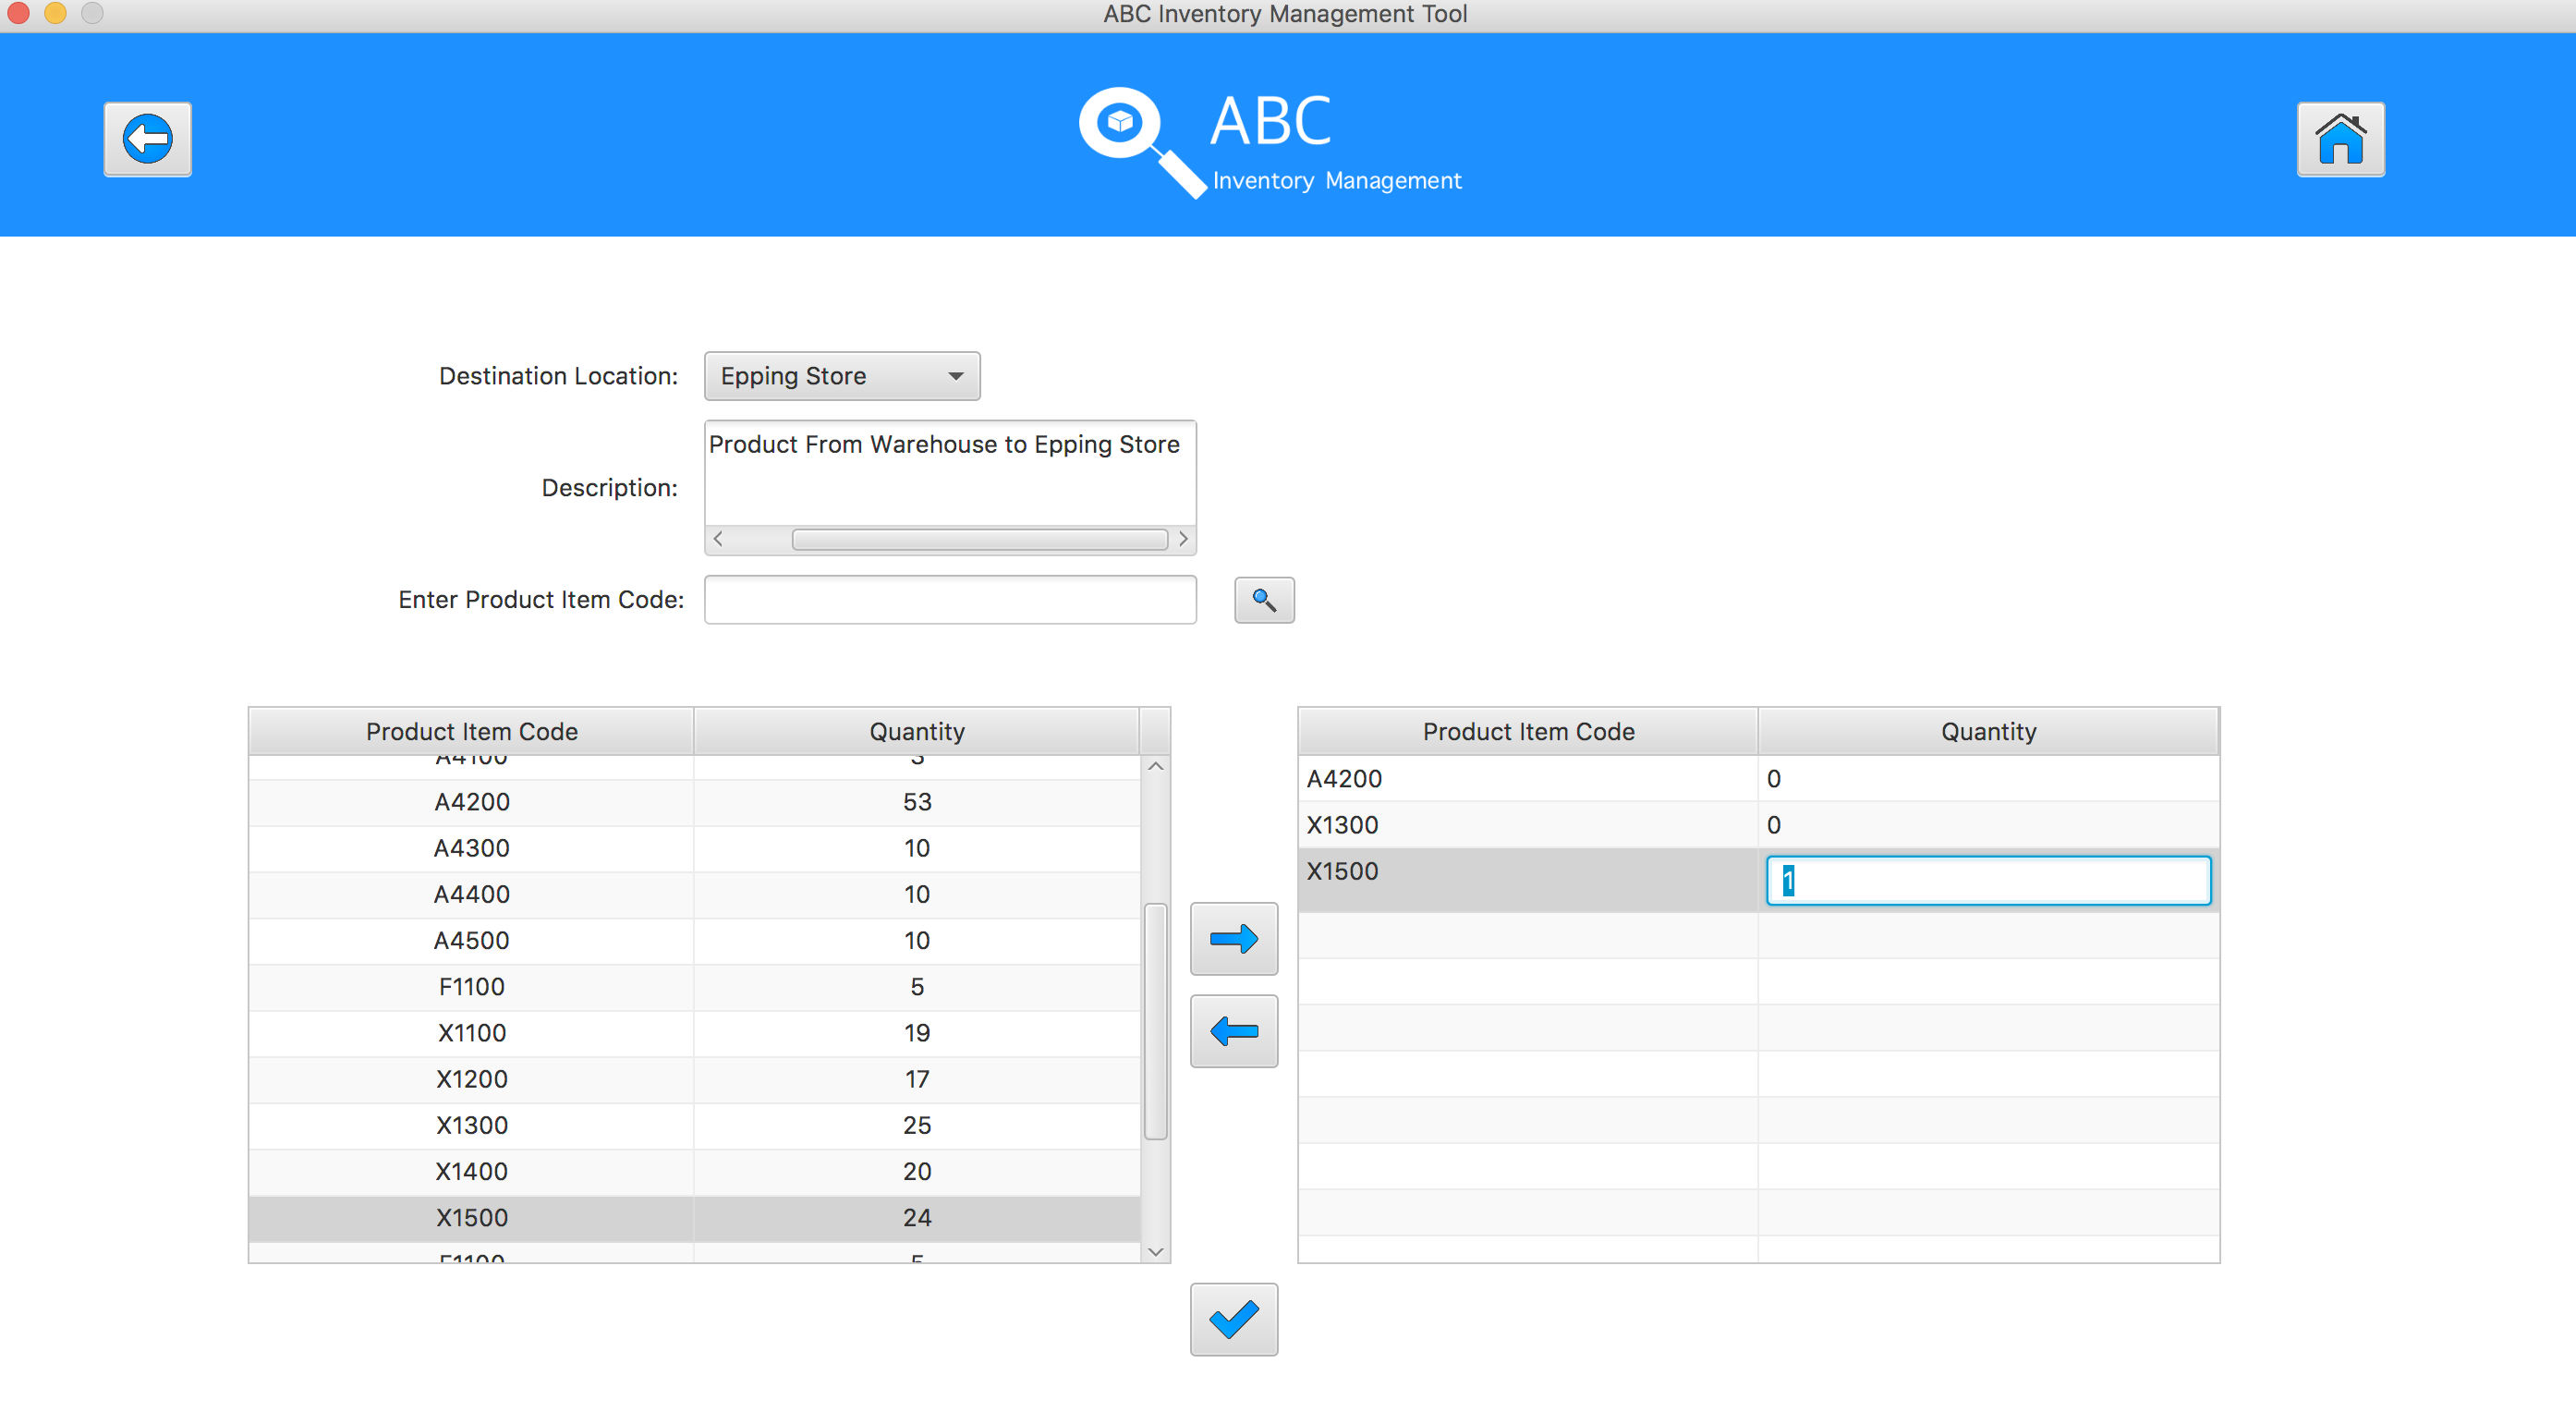 ABC Inventory Management Tool
ABC
Inventory Management
Destination Location:
Epping Store
Product From Warehouse to Epping Store
Description:
Enter Product Item Code:
Product Item Code Quantity
A4100 3
A4200 53
A4300 10
A4400 10
A4500 10
F1100 5
X1100 19
X1200 17
X1300 25
X1400 20
X1500 24
F1100 5
Product Item Code Quantity
A4200 0
X1300 0
X1500 1